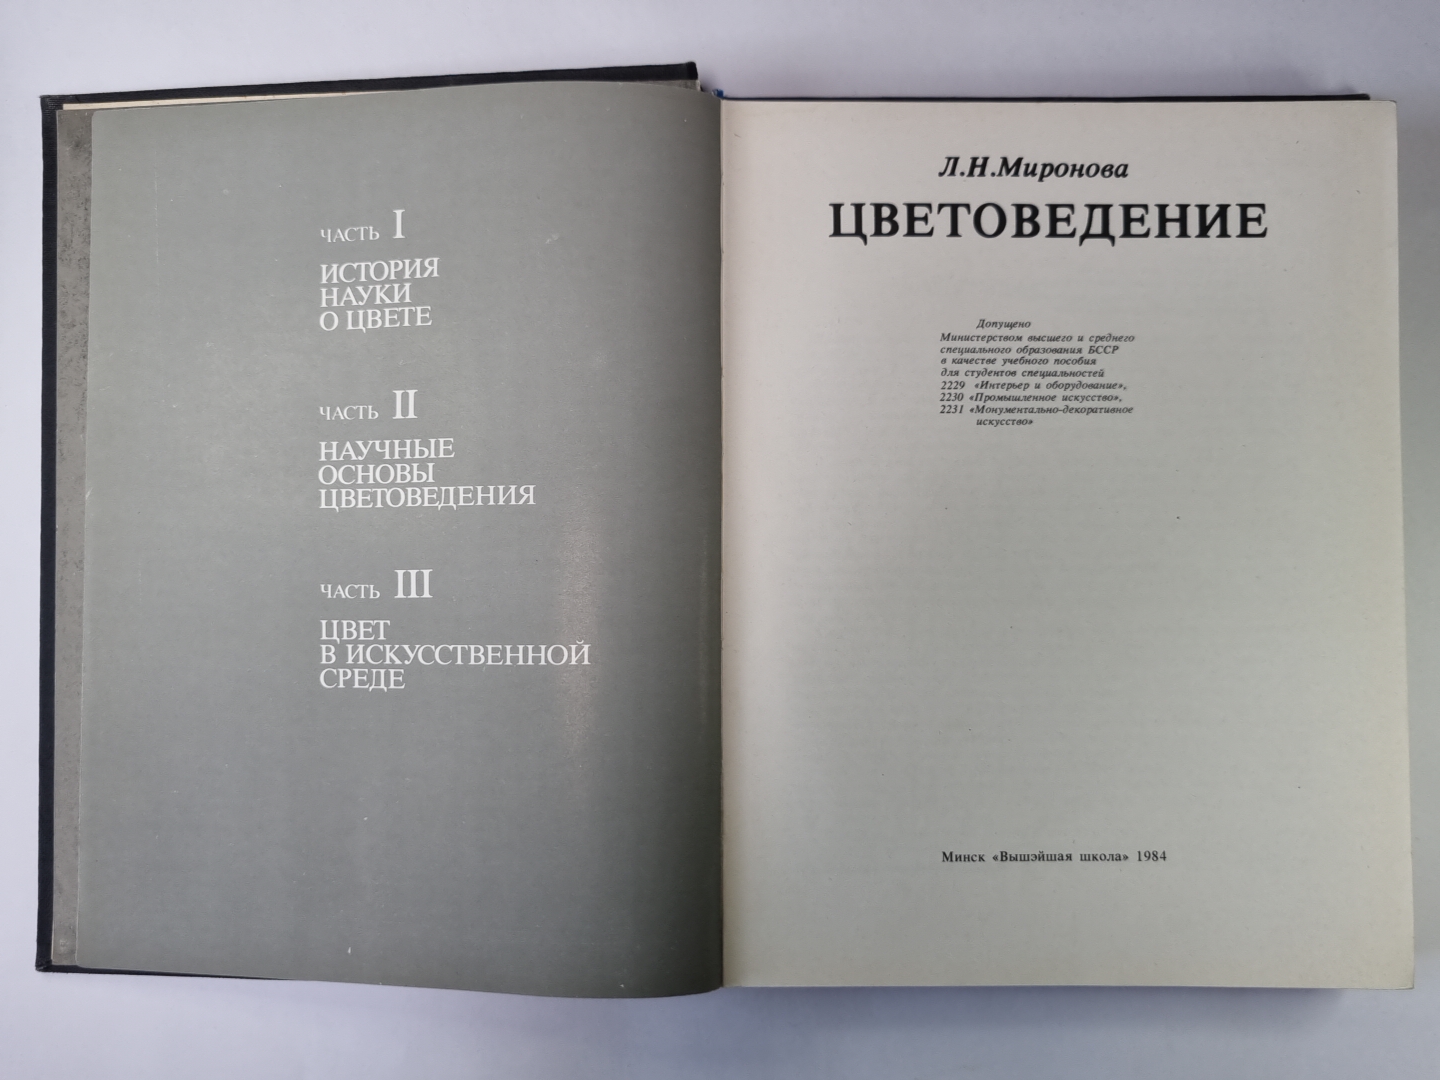 ЧАСТЬ I
ИСТОРИЯ
НАУКИ
О ЦВЕТЕ
ЧАСТЬ II
НАУЧНЫЕ
ОСНОВЫ
ЦВЕТОВЕДЕНИЯ
ЧАСТЬ III
ЦВЕТ
В ИСКУССТВЕННОЙ
СРЕДЕ
Л.Н.Миронова
ЦВЕТОВЕДЕНИЕ
Допущено
Министерством высшего и среднего
специального образования БССР
в качестве учебного пособия
для студентов специальностей
2229 «Интерьер и оборудование»,
2230 «Промышленное искусство»,
2231 «Монументально-декоративное
искусство»
Минск «Вышэйшая школа» 1984